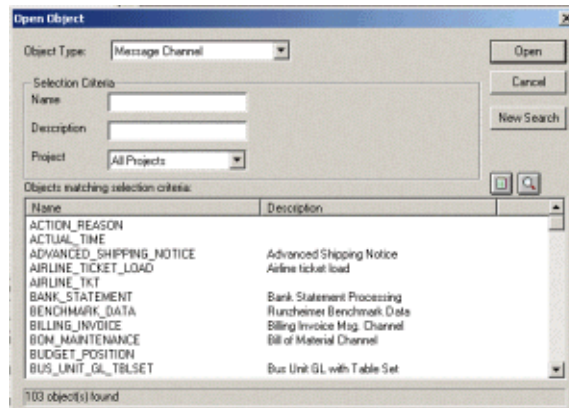 Open Object
Object Type: Message Channel
Open
Selection Criteria
Cancel
Name
New Search
Description
Project All Projects
Objects matching selection criteria:
Name Description
ACTION_REASON
ACTUAL_TIME
ADVANCED_SHIPPING_NOTICE Advanced Shipping Notice
AIRLINE_TICKET_LOAD Airline ticket load
AIRLINE_TKT
BANK_STATEMENT Bank Statement Processing
BENCHMARK_DATA Runzheimer Benchmark Data
BILLING_INVOICE Billing Invoice Msg. Channel
BOM_MAINTENANCE Bill of Material Channel
BUDGET_POSITION
BUS_UNIT_GL_TBLSET Bus Unit GL with Table Set
103 object(s) found